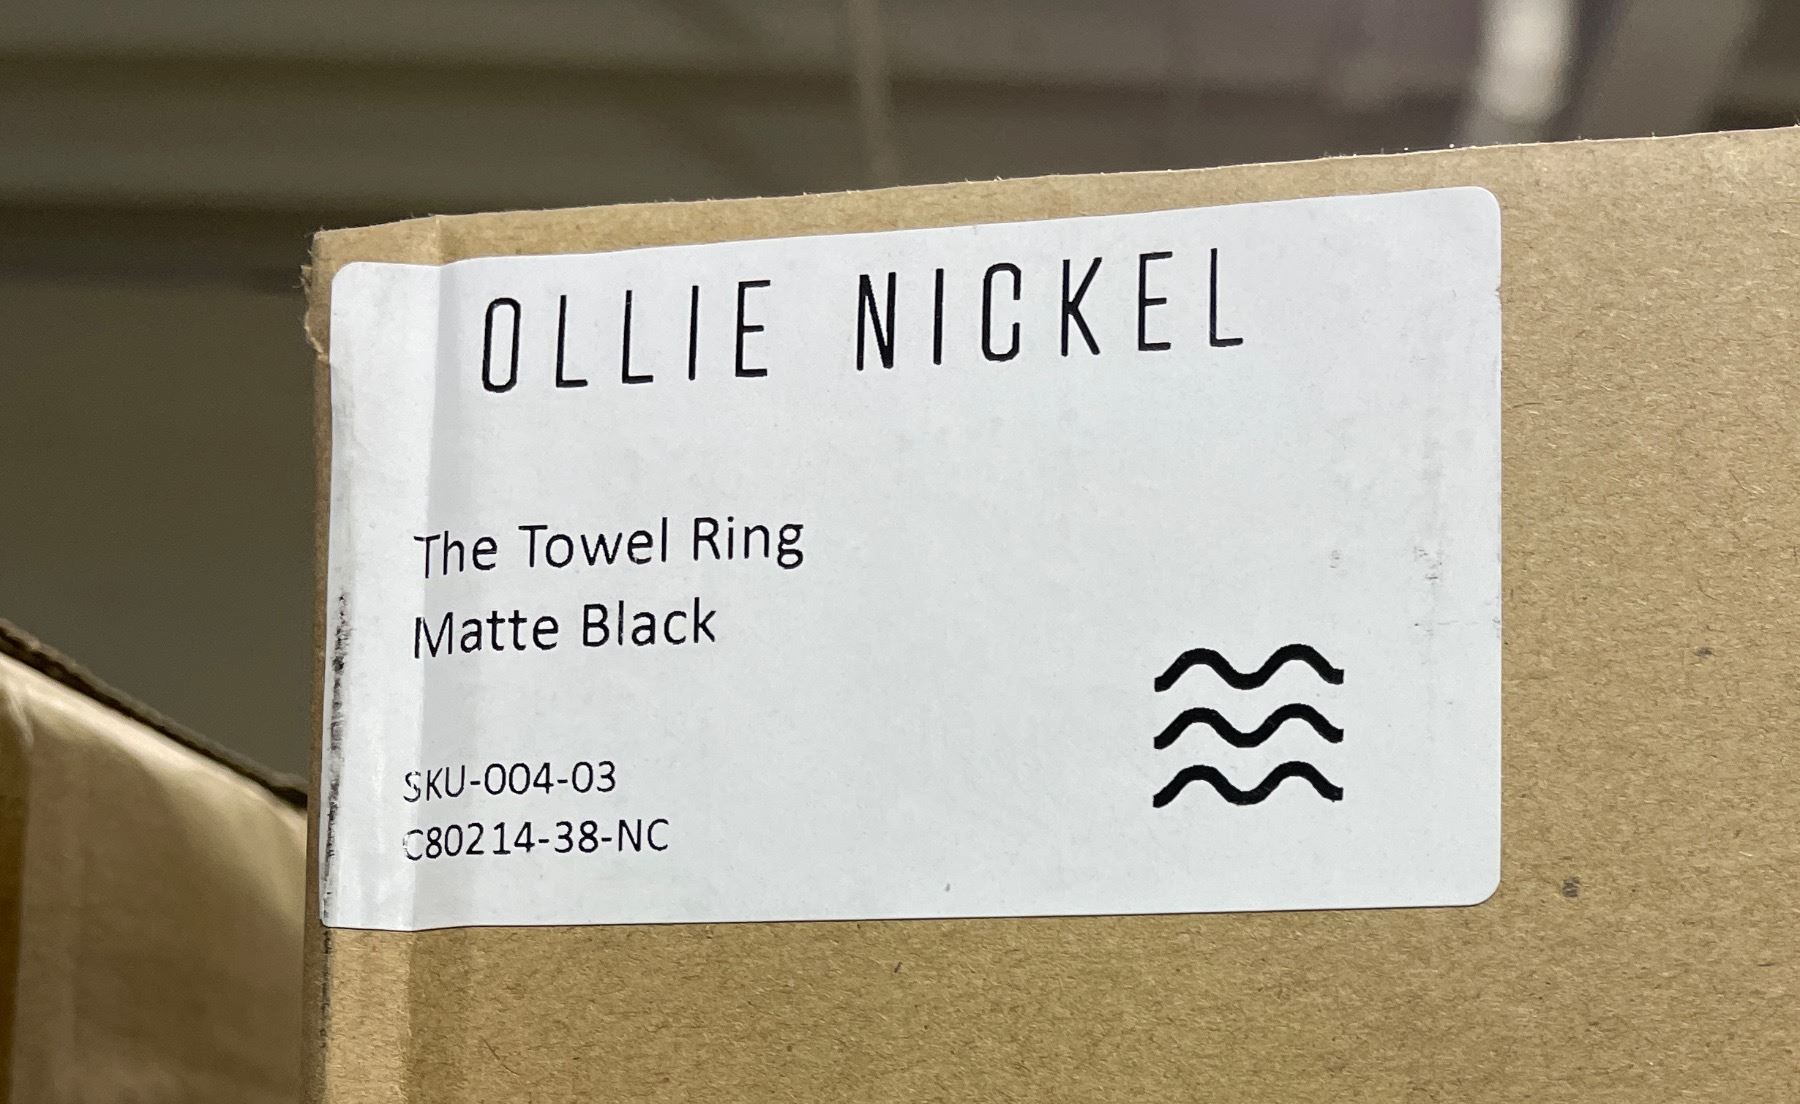 OLLIE NICKEL
The Towel Ring
Matte Black
SKU-004-03
C80214-38-NC